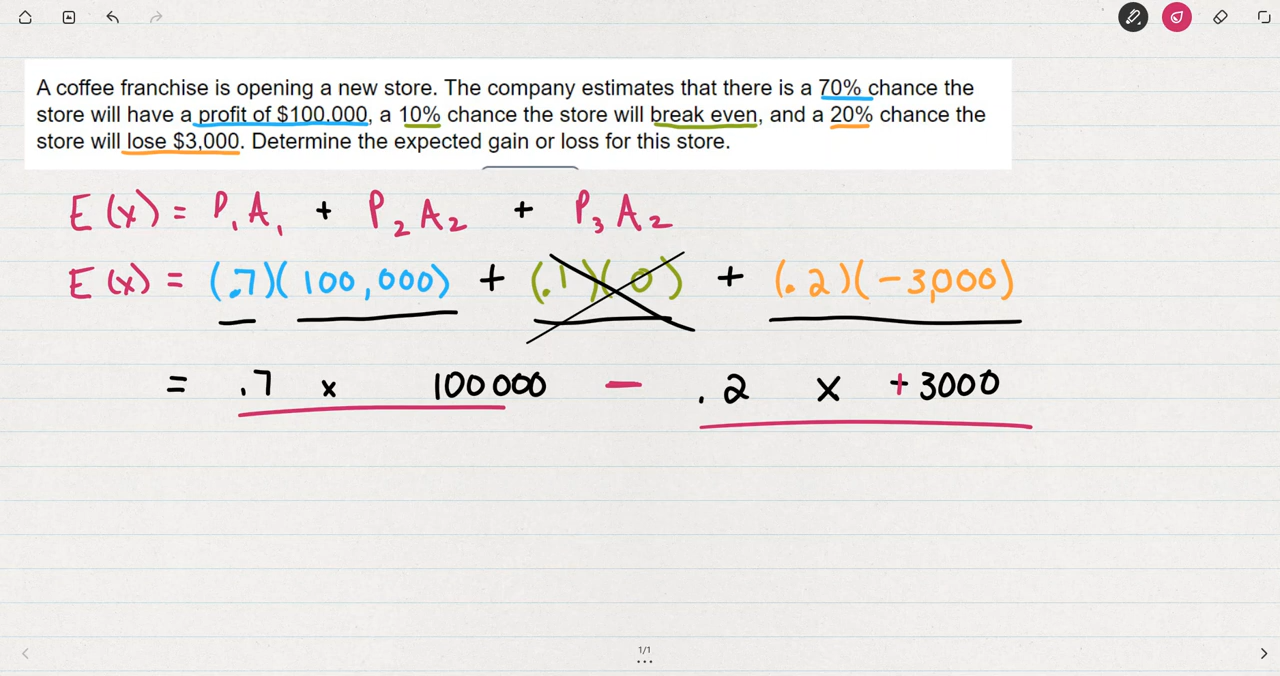 A coffee franchise is opening a new store. The company estimates that there is a 70% chance the
store will have a profit of $100.000, a 10% chance the store will break even, and a 20% chance the
store will lose $3,000. Determine the expected gain or loss for this store.
E (x) = P₁A₁ + P₂A₂ + P₃A₂
E (x) = (.7)(100,000) + (.1)(0) + (.2)(-3,000)
= .7 x 100000 - .2 x +3000
1/1